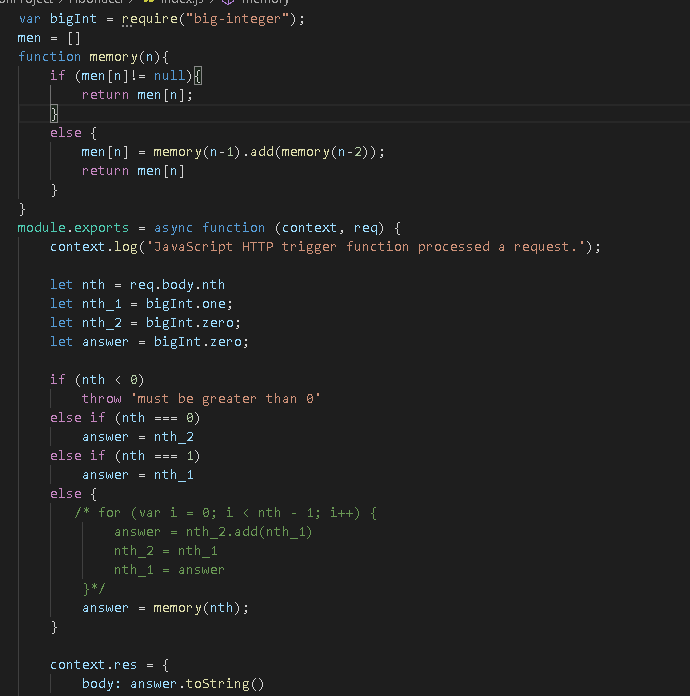 index.js > memory
var bigInt = require("big-integer");
men = []
function memory(n){
    if (men[n]!= null){
        return men[n];
    }
    else {
        men[n] = memory(n-1).add(memory(n-2));
        return men[n]
    }
}
module.exports = async function (context, req) {
    context.log('JavaScript HTTP trigger function processed a request.');

    let nth = req.body.nth
    let nth_1 = bigInt.one;
    let nth_2 = bigInt.zero;
    let answer = bigInt.zero;

    if (nth < 0)
        throw 'must be greater than 0'
    else if (nth === 0)
        answer = nth_2
    else if (nth === 1)
        answer = nth_1
    else {
       /* for (var i = 0; i < nth - 1; i++) {
            answer = nth_2.add(nth_1)
            nth_2 = nth_1
            nth_1 = answer
        }*/
        answer = memory(nth);
    }

    context.res = {
        body: answer.toString()